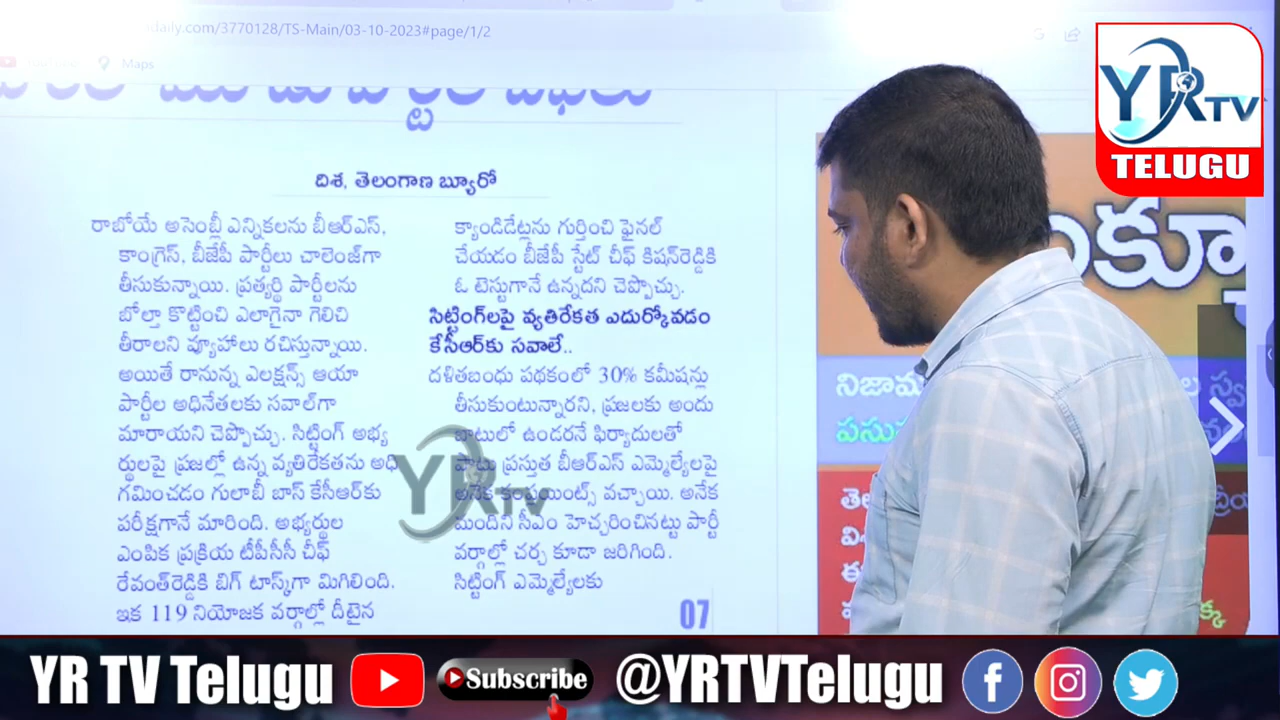 daily.com/3770128/TS-Main/03-10-2023#page/1/2
Maps
దిశ, తెలంగాణ బ్యూరో
రాబోయే అసెంబ్లీ ఎన్నికలను బీఆర్ఎస్,
కాంగ్రెస్, బీజేపీ పార్టీలు చాలెంజ్‌గా
తీసుకున్నాయి. ప్రత్యర్థి పార్టీలను
బోల్తా కొట్టించి ఎలాగైనా గెలిచి
తీరాలని వ్యూహాలు రచిస్తున్నాయి.
అయితే రానున్న ఎలక్షన్స్ ఆయా
పార్టీల అధినేతలకు సవాల్‌గా
మారాయని చెప్పొచ్చు. సిట్టింగ్ అభ్య
ర్థులపై ప్రజల్లో ఉన్న వ్యతిరేకతను అధి
గమించడం గులాబీ బాస్ కేసీఆర్‌కు
పరీక్షగానే మారింది. అభ్యర్థుల
ఎంపిక ప్రక్రియ టీపీసీసీ చీఫ్
రేవంత్‌రెడ్డికి బిగ్ టాస్క్‌గా మిగిలింది.
ఇక 119 నియోజక వర్గాల్లో దీటైన
క్యాండిడేట్లను గుర్తించి ఫైనల్
చేయడం బీజేపీ స్టేట్ చీఫ్ కిషన్‌రెడ్డికి
ఓ టెస్టుగానే ఉన్నదని చెప్పొచ్చు.
సిట్టింగ్‌లపై వ్యతిరేకత ఎదుర్కోవడం
కేసీఆర్‌కు సవాలే..
దళితబంధు పథకంలో 30% కమీషన్లు
తీసుకుంటున్నారని, ప్రజలకు అందు
బాటులో ఉండరనే ఫిర్యాదులతో
పాటు ప్రస్తుత బీఆర్ఎస్ ఎమ్మెల్యేలపై
అనేక కంప్లయింట్స్ వచ్చాయి. అనేక
మందిని సీఎం హెచ్చరించినట్టు పార్టీ
వర్గాల్లో చర్చ కూడా జరిగింది.
సిట్టింగ్ ఎమ్మెల్యేలకు
07
YR TV
YR TV
TELUGU
YR TV Telugu
Subscribe
@YRTVTelugu